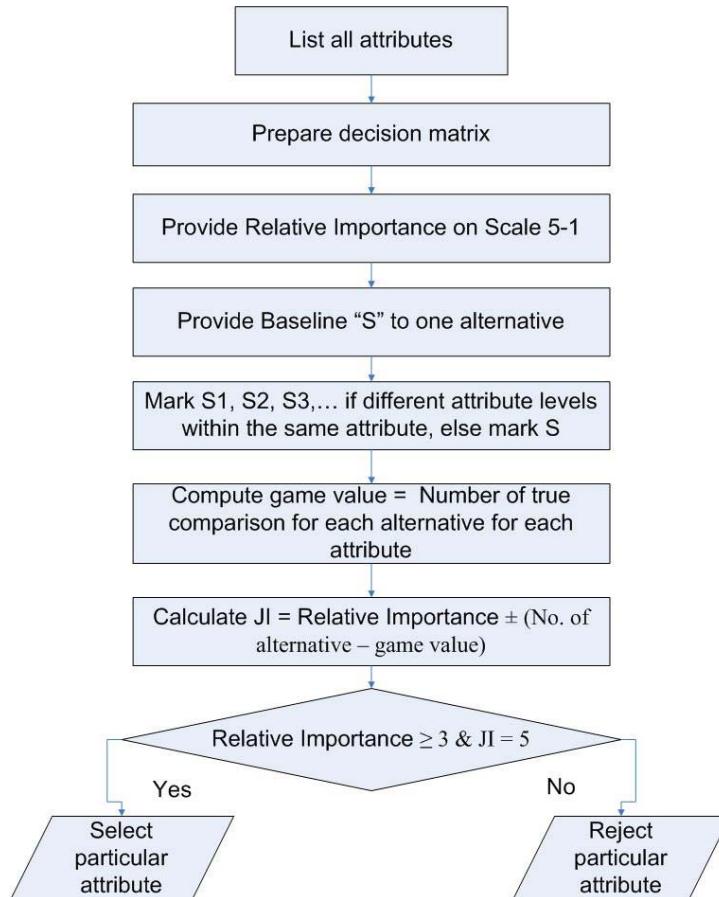 List all attributes
Prepare decision matrix
Provide Relative Importance on Scale 5-1
Provide Baseline “S” to one alternative
Mark S1, S2, S3,... if different attribute levels
within the same attribute, else mark S
Compute game value = Number of true
comparison for each alternative for each
attribute
Calculate JI = Relative Importance ± (No. of
alternative – game value)
Relative Importance ≥ 3 & JI = 5
Yes
No
Select
particular
attribute
Reject
particular
attribute